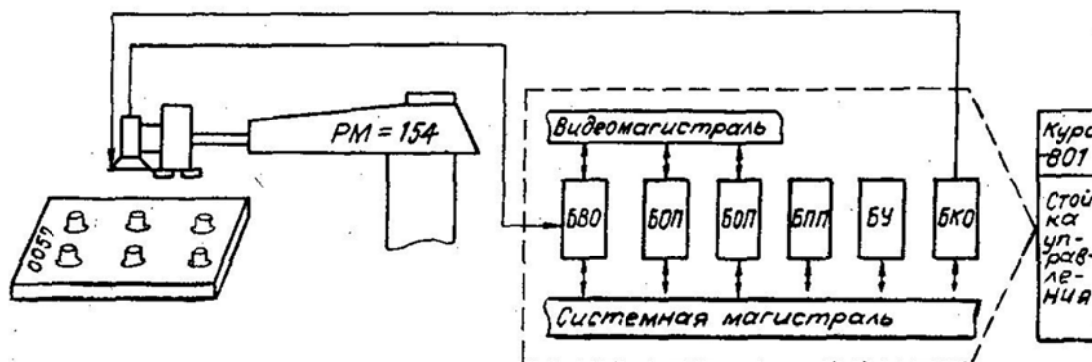 РМ = 154
0057
Видеомагистраль
БВО
БОП
БОП
БПП
БУ
БКО
Системная магистраль
Курс
801
Стой
ка
уп-
рав-
ле-
ния